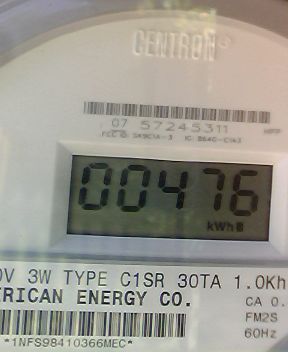 CENTRON
07 57245311
00476
kWh
0V 3W TYPE C1SR 30TA 1.0Kh
ERICAN ENERGY CO.
CA 0.
FM2S
60Hz
*1NFS98410366MEC*